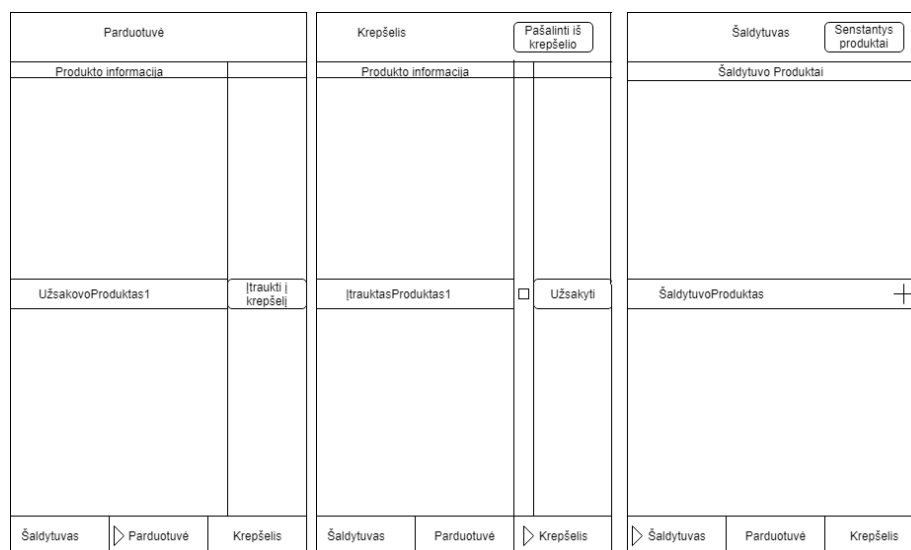 Parduotuvė
Produkto informacija
UžsakovoProduktas1
Įtraukti į
krepšelį
Šaldytuvas
Parduotuvė
Krepšelis
Krepšelis
Pašalinti iš
krepšelio
Produkto informacija
ĮtrauktasProduktas1
Užsakyti
Šaldytuvas
Parduotuvė
Krepšelis
Šaldytuvas
Senstantys
produktai
Šaldytuvo Produktai
ŠaldytuvoProduktas
Šaldytuvas
Parduotuvė
Krepšelis